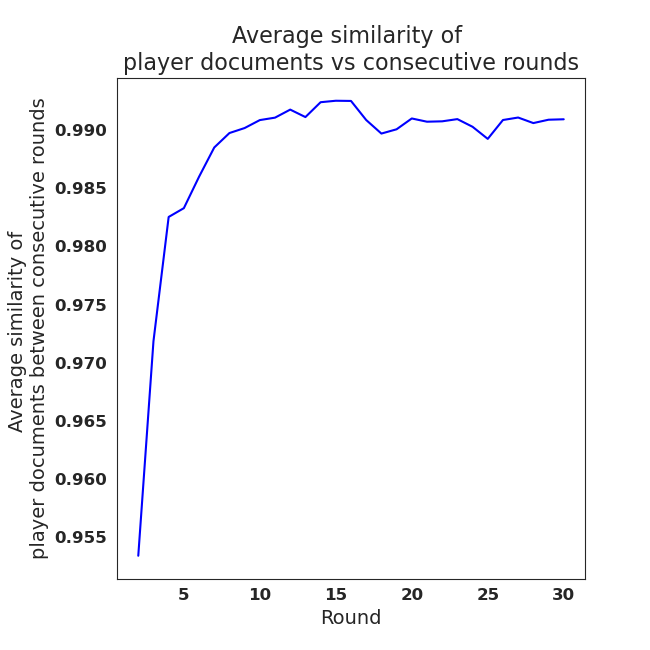 Average similarity of
player documents vs consecutive rounds
Average similarity of
player documents between consecutive rounds
0.990
0.985
0.980
0.975
0.970
0.965
0.960
0.955
5 10 15 20 25 30
Round